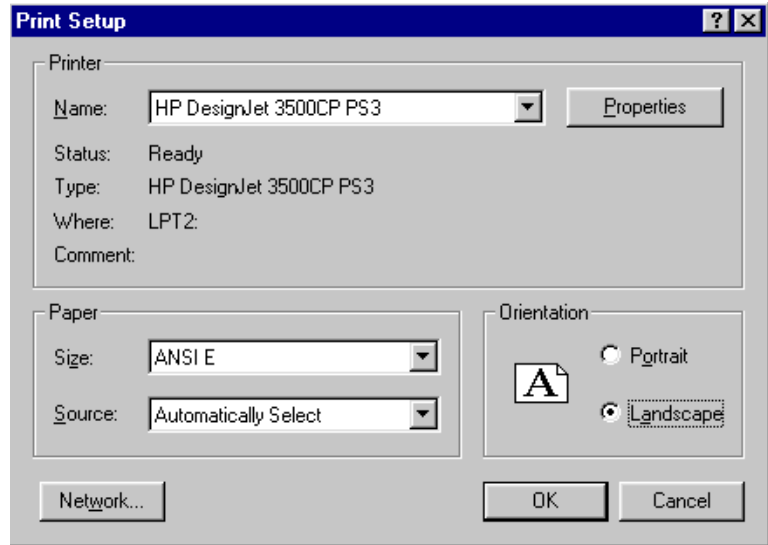 Print Setup
Printer
Name: HP DesignJet 3500CP PS3 Properties
Status: Ready
Type: HP DesignJet 3500CP PS3
Where: LPT2:
Comment:
Paper
Size: ANSI E
Source: Automatically Select
Orientation
A
Portrait
Landscape
Network... OK Cancel